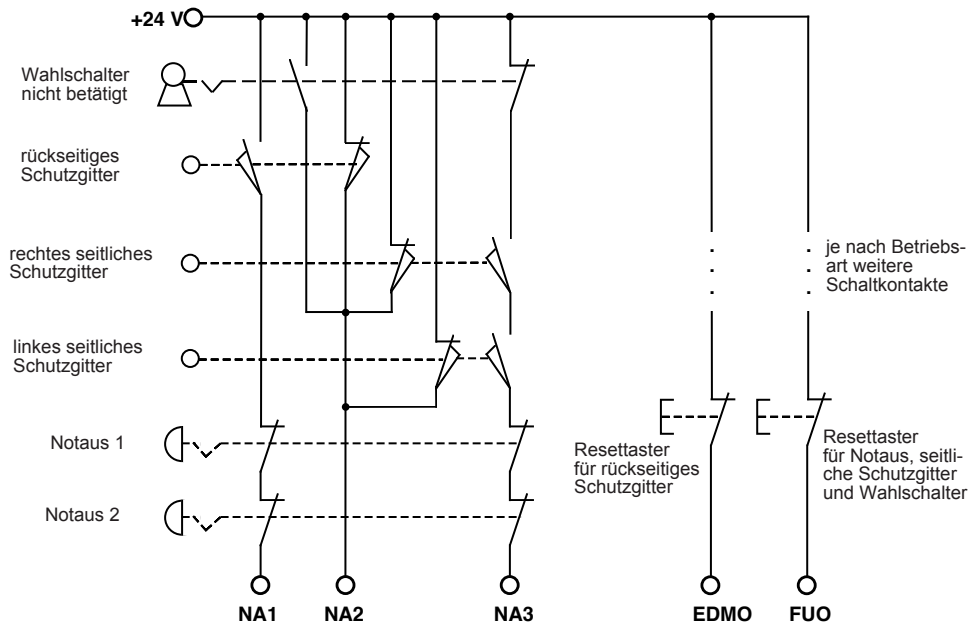 +24 V
Wahlschalter
nicht betätigt
rückseitiges
Schutzgitter
rechtes seitliches
Schutzgitter
je nach Betriebs-
art weitere
Schaltkontakte
linkes seitliches
Schutzgitter
Notaus 1
Resettaster
für rückseitiges
Schutzgitter
Resettaster
für Notaus, seitli-
che Schutzgitter
und Wahlschalter
Notaus 2
NA1
NA2
NA3
EDMO
FUO